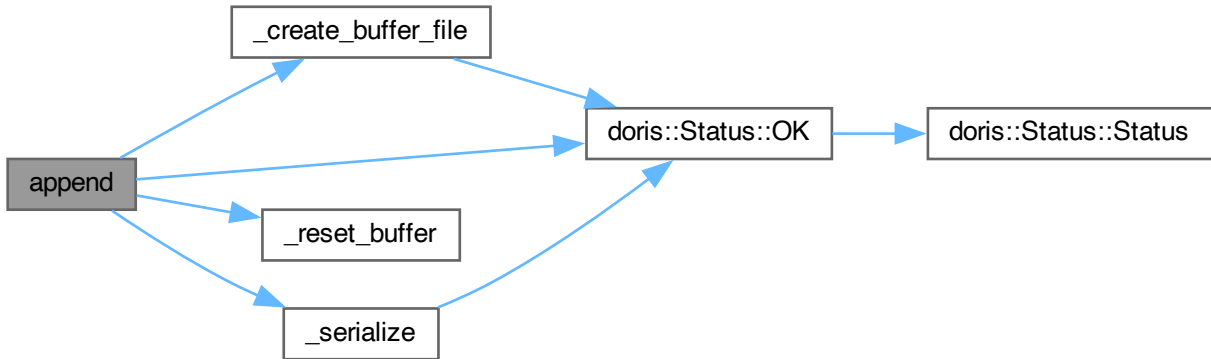 _create_buffer_file
doris::Status::OK
doris::Status::Status
append
_reset_buffer
_serialize